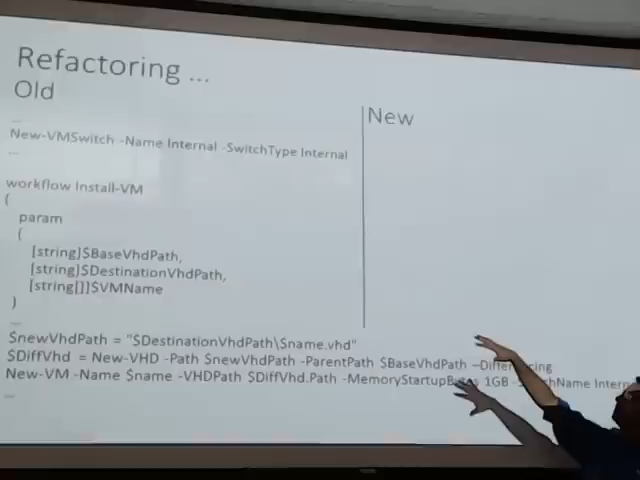 Refactoring ...
Old
New
...
New-VMSwitch -Name Internal -SwitchType Internal
...
workflow Install-VM
{
param
(
[string]$BaseVhdPath,
[string]$DestinationVhdPath,
[string[]]$VMName
)
...
$newVhdPath = "$DestinationVhdPath\$name.vhd"
$DiffVhd = New-VHD -Path $newVhdPath -ParentPath $BaseVhdPath –Differencing
New-VM -Name $name -VHDPath $DiffVhd.Path -MemoryStartupBytes 1GB
...